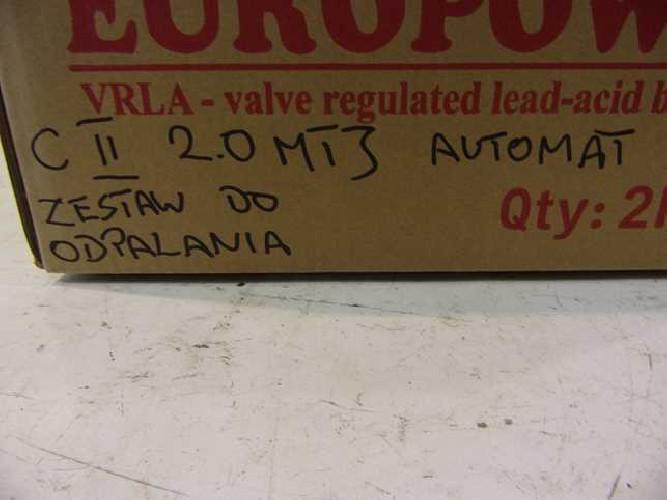 EUROPOW
VRLA - valve regulated lead-acid b
C II 2.0 MTJ AUTOMAT
ZESTAW DO
Qty: 2
ODPALANIA